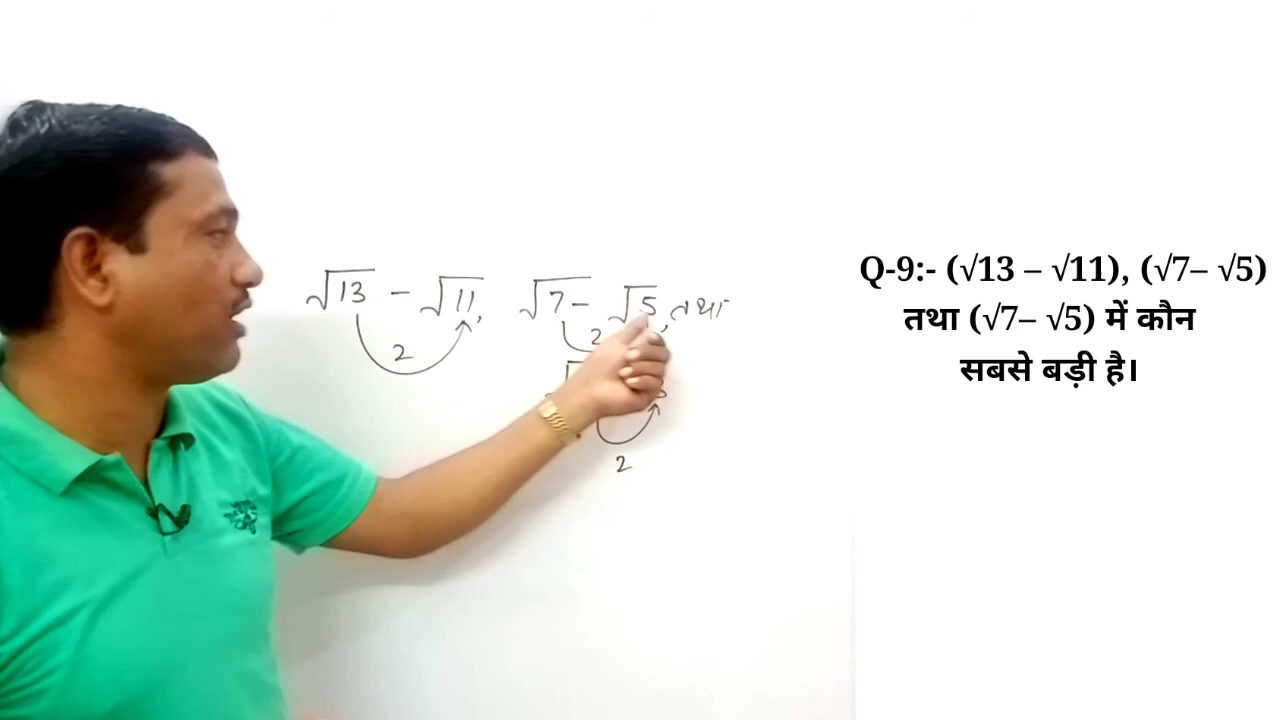 √13 – √11, √7 – √5, तथा
2
2
2
Q-9:- (√13 – √11), (√7– √5)
तथा (√7– √5) में कौन
सबसे बड़ी है।